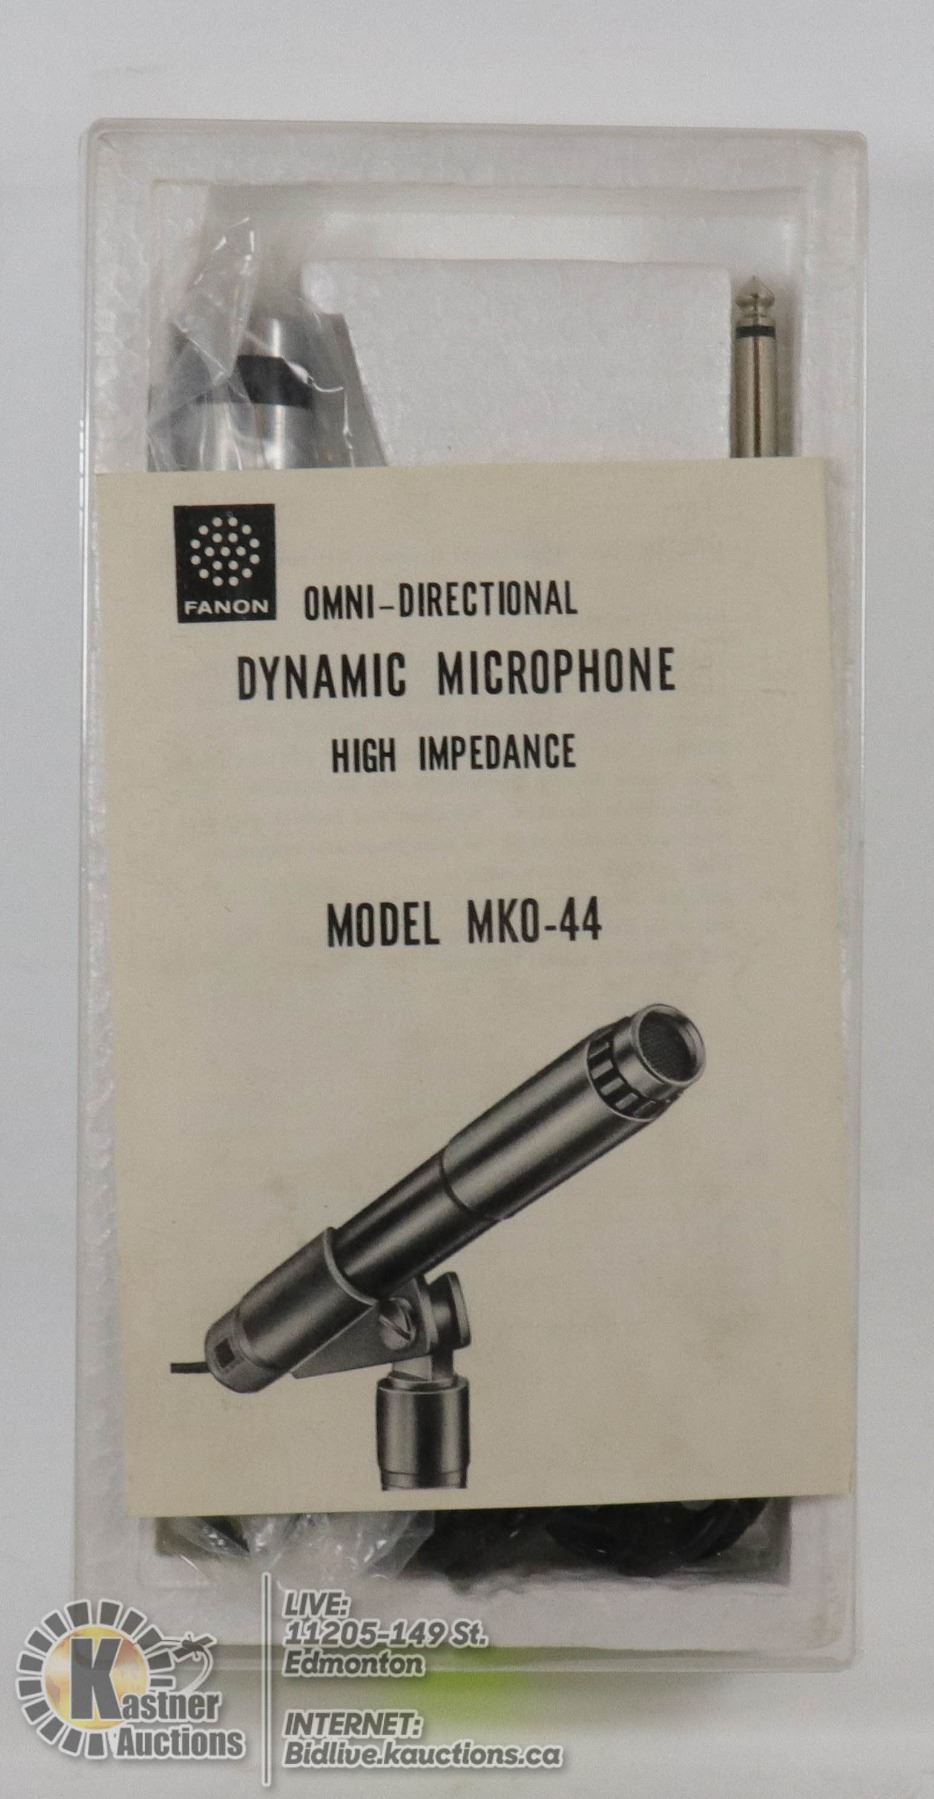 FANON
OMNI-DIRECTIONAL
DYNAMIC MICROPHONE
HIGH IMPEDANCE
MODEL MKO-44
K
Kastner
Auctions
LIVE:
11205-149 St.
Edmonton
INTERNET:
Bidlive.kauctions.ca